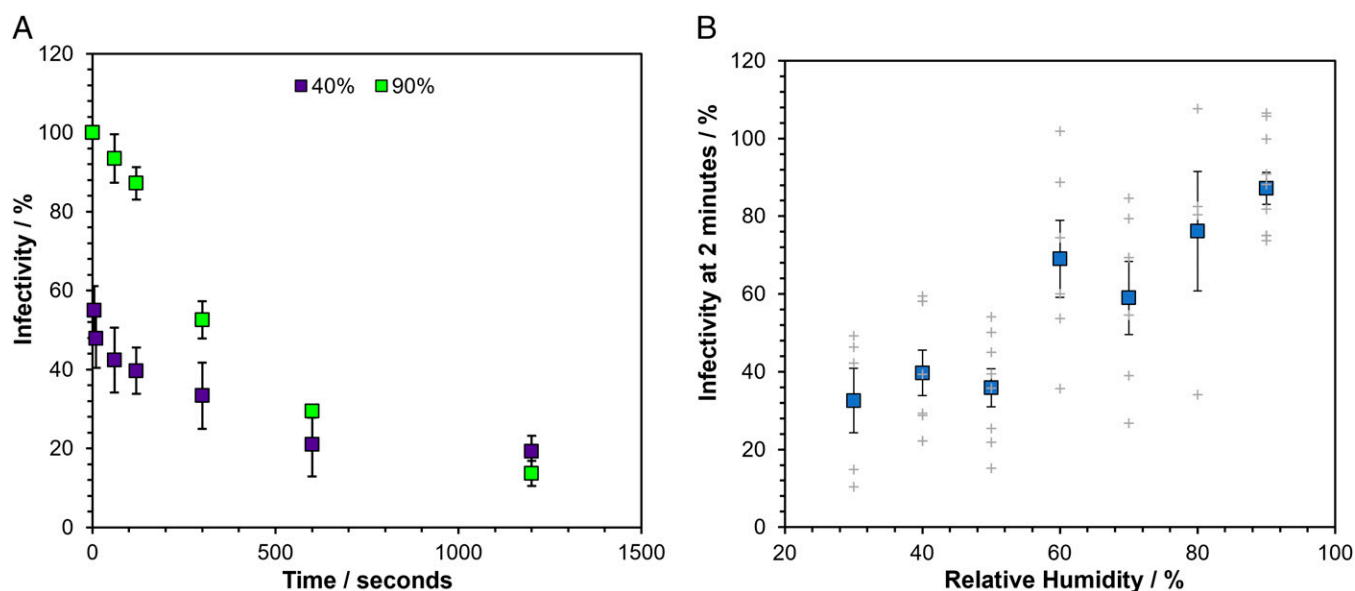 A
120
100
80
60
40
20
0
Infectivity / %
40% 90%
0 500 1000 1500
Time / seconds
B
120
100
80
60
40
20
0
Infectivity at 2 minutes / %
20 40 60 80 100
Relative Humidity / %